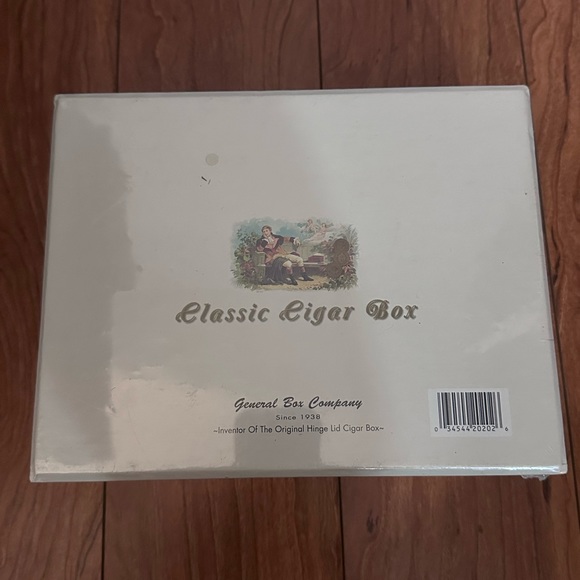 Classic Cigar Box
General Box Company
Since 1938
~Inventor Of The Original Hinge Lid Cigar Box~
0 34544 20202 6